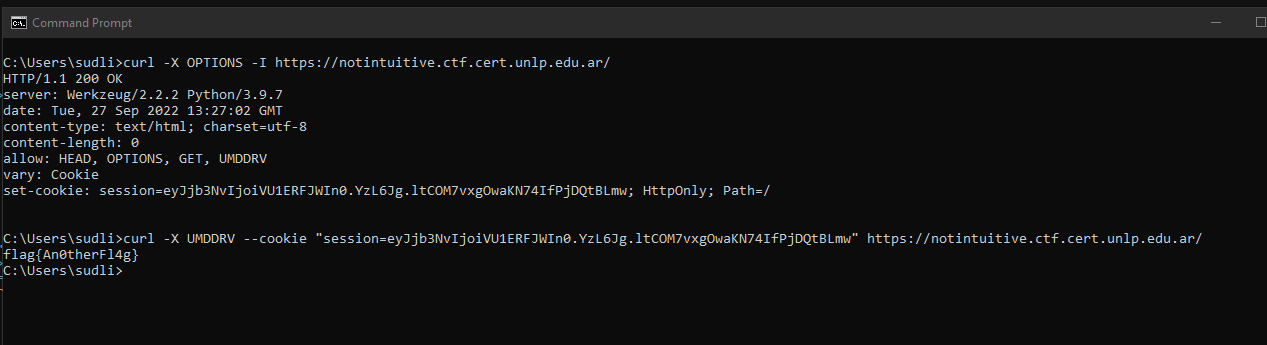 Command Prompt
C:\Users\sudli>curl -X OPTIONS -I https://notintuitive.ctf.cert.unlp.edu.ar/
HTTP/1.1 200 OK
server: Werkzeug/2.2.2 Python/3.9.7
date: Tue, 27 Sep 2022 13:27:02 GMT
content-type: text/html; charset=utf-8
content-length: 0
allow: HEAD, OPTIONS, GET, UMDDRV
vary: Cookie
set-cookie: session=eyJjb3NvIjoiVU1ERFJWIn0.YzL6Jg.ltCOM7vxgOwaKN74IfPjDQtBLmw; HttpOnly; Path=/
C:\Users\sudli>curl -X UMDDRV --cookie "session=eyJjb3NvIjoiVU1ERFJWIn0.YzL6Jg.ltCOM7vxgOwaKN74IfPjDQtBLmw" https://notintuitive.ctf.cert.unlp.edu.ar/
flag{An0therFl4g}
C:\Users\sudli>